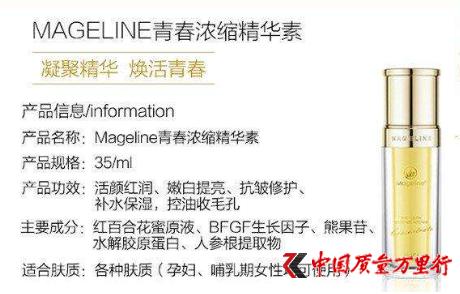 MAGELINE青春浓缩精华素
凝聚精华 焕活青春
产品信息/information
产品名称：Mageline青春浓缩精华素
产品规格：35/ml
产品功效：活颜红润、嫩白提亮、抗皱修护、
补水保湿，控油收毛孔
主要成分：红百合花蜜原液、BFGF生长因子、熊果苷、
水解胶原蛋白、人参根提取物
适合肤质：各种肤质（孕妇、哺乳期女性 可使用）
MAGELINE
Mageline
中国质量万里行